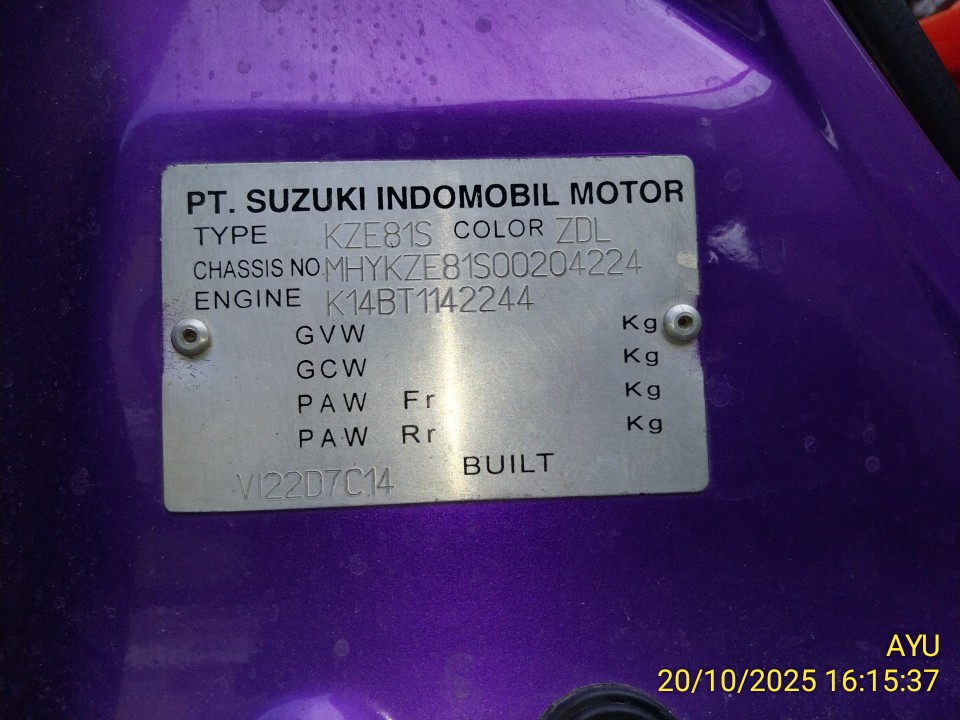 PT. SUZUKI INDOMOBIL MOTOR
TYPE KZE81S COLOR ZDL
CHASSIS NO. MHYKZE81S00204224
ENGINE K14BT1142244
GVW Kg
GCW Kg
PAW Fr Kg
PAW Rr Kg
BUILT
VI22D7C14
AYU
20/10/2025 16:15:37